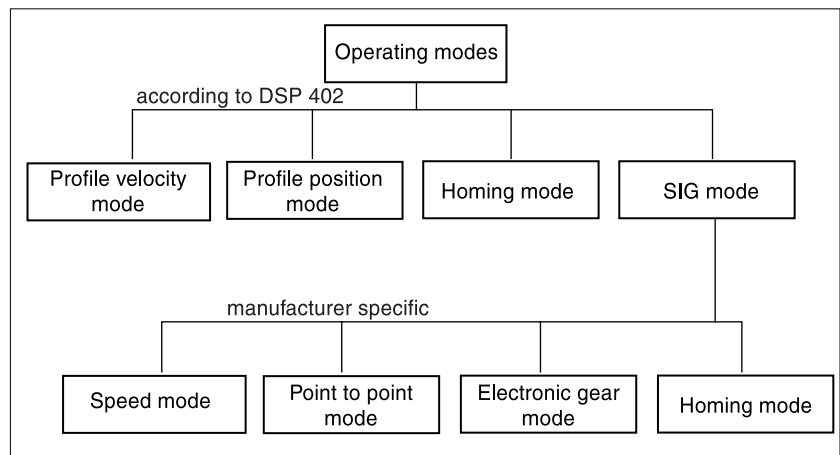 Operating modes
according to DSP 402
Profile velocity
mode
Profile position
mode
Homing mode
SIG mode
manufacturer specific
Speed mode
Point to point
mode
Electronic gear
mode
Homing mode